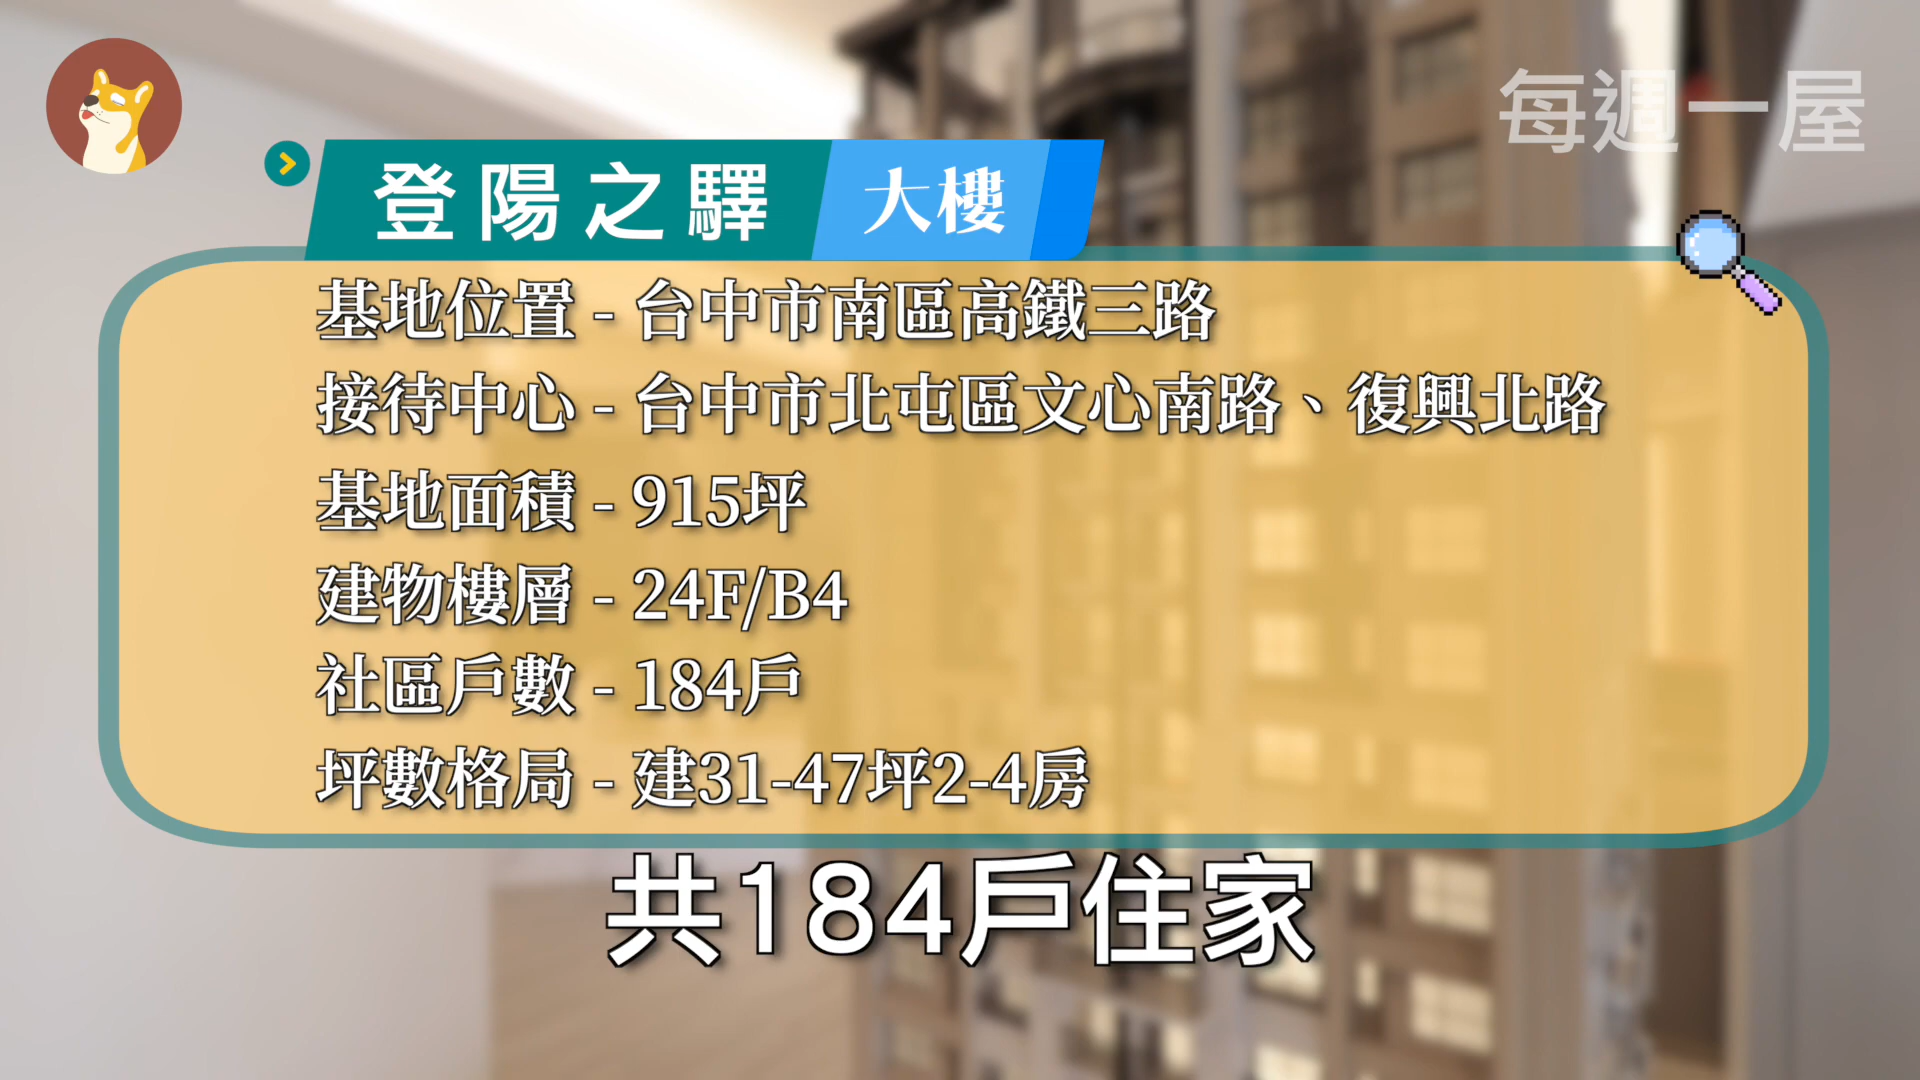 每週一屋
登陽之驛 大樓
基地位置 - 台中市南區高鐵三路
接待中心 - 台中市北屯區文心南路、復興北路
基地面積 - 915坪
建物樓層 - 24F/B4
社區戶數 - 184戶
坪數格局 - 建31-47坪2-4房
共184戶住家